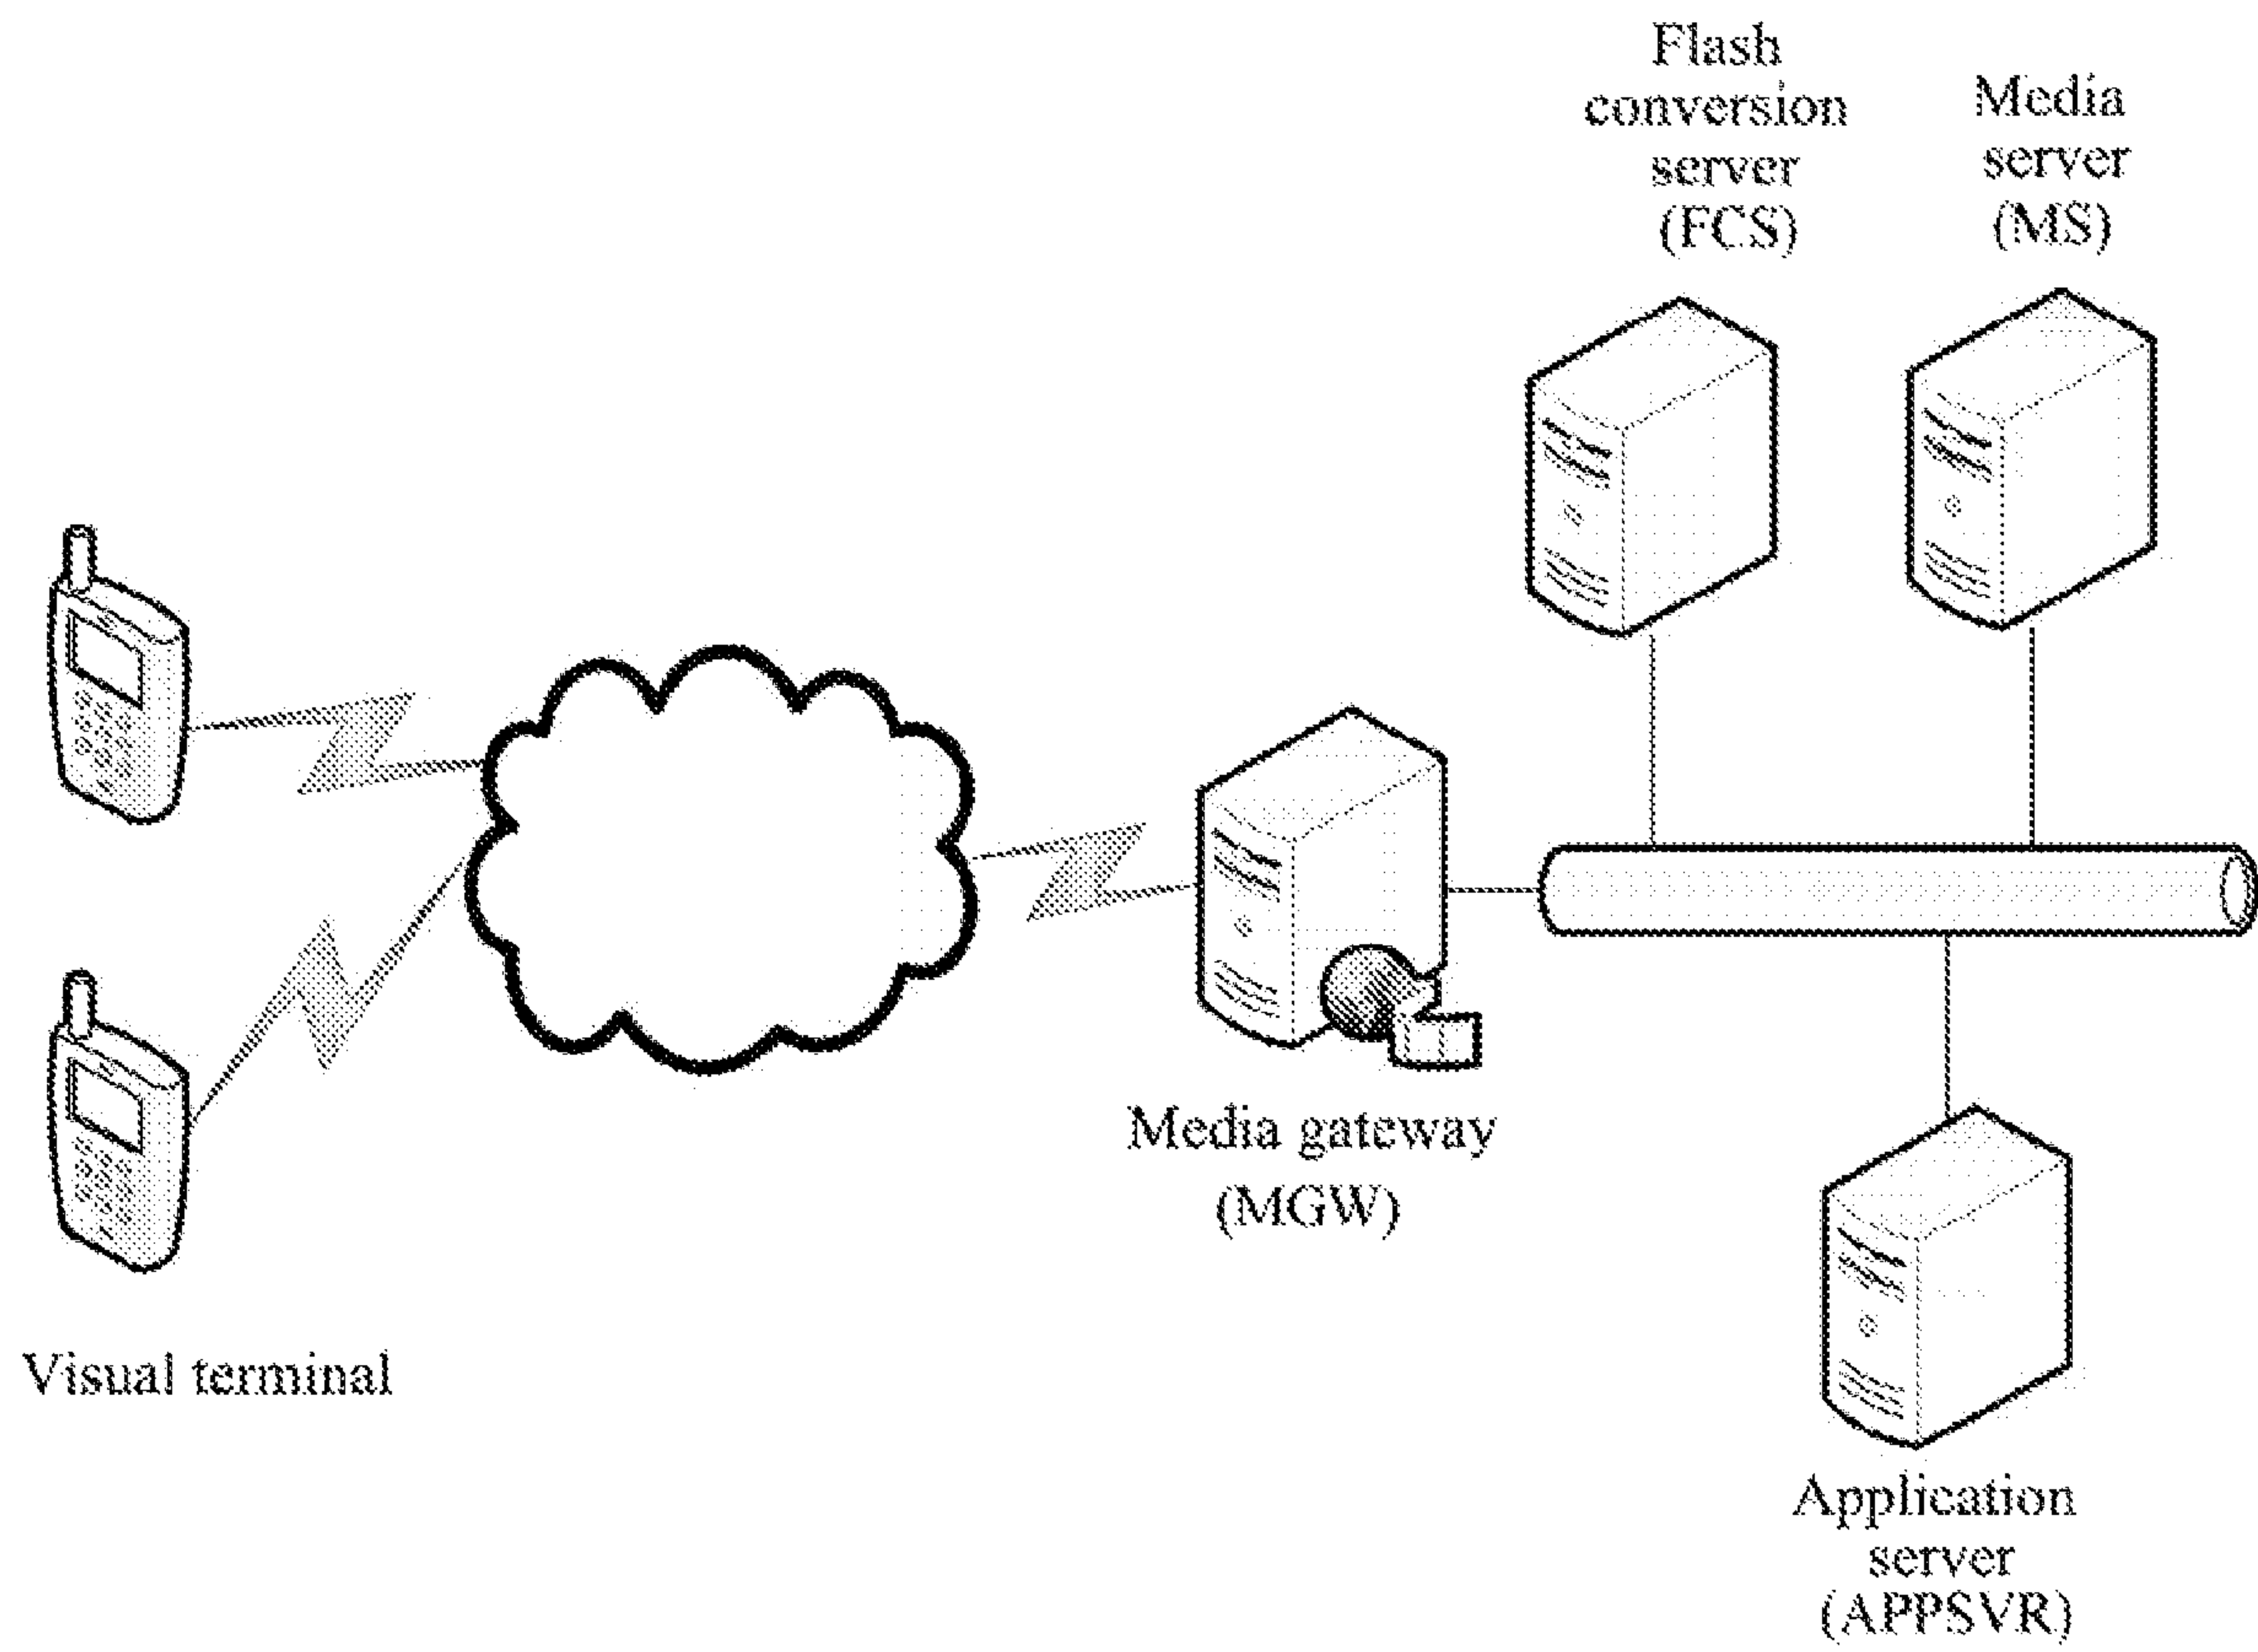 Flash
conversion
server
(FCS)
Media
server
(MS)
Media gateway
(MGW)
Visual terminal
Application
server
(APPSVR)